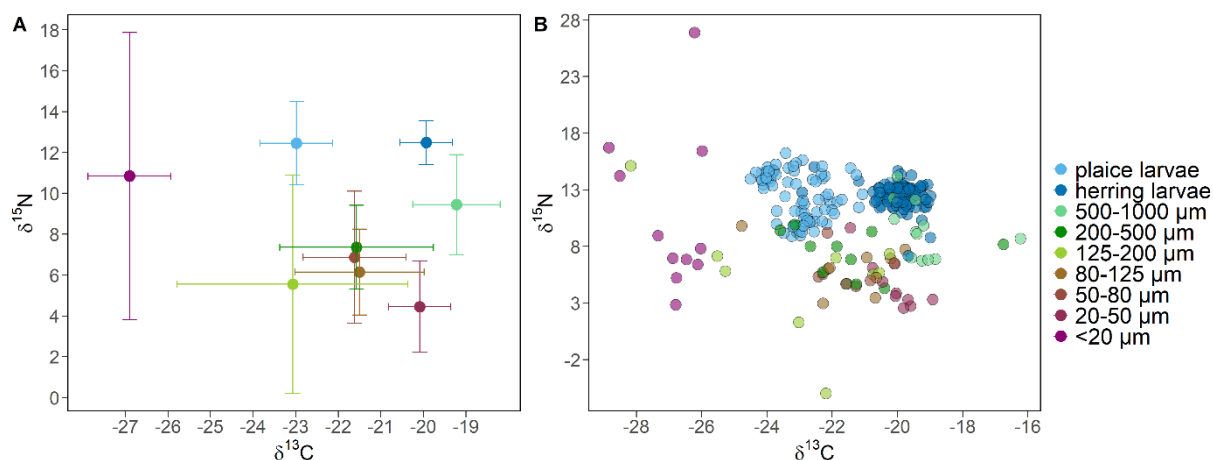 A
18
16
14
12
10
8
6
4
2
0
δ15N
-27 -26 -25 -24 -23 -22 -21 -20 -19
δ13C
B
28
23
18
13
8
3
-2
δ15N
-28 -26 -24 -22 -20 -18 -16
δ13C
plaice larvae
herring larvae
500-1000 µm
200-500 µm
125-200 µm
80-125 µm
50-80 µm
20-50 µm
<20 µm